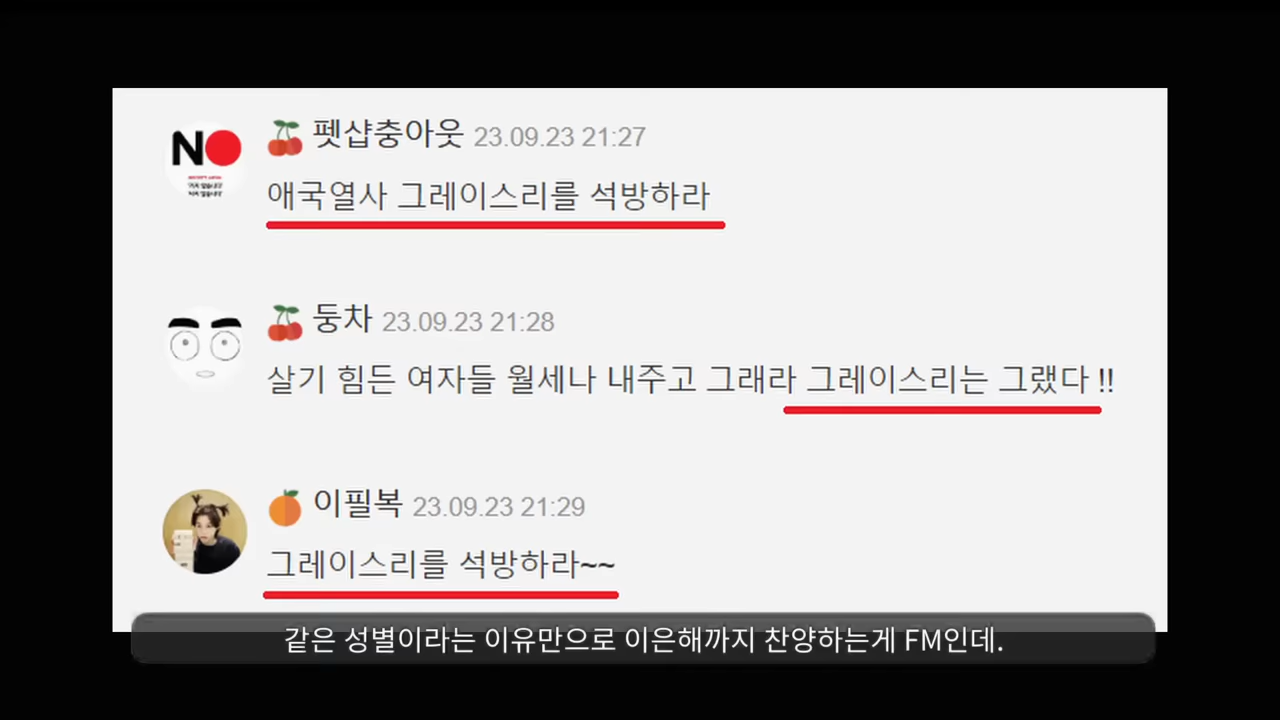 NO
펫샵충아웃 23.09.23 21:27
애국열사 그레이스리를 석방하라
둥차 23.09.23 21:28
살기 힘든 여자들 월세나 내주고 그래라 그레이스리는 그랬다 !!
이필복 23.09.23 21:29
그레이스리를 석방하라~~
같은 성별이라는 이유만으로 이은해까지 찬양하는게 FM인데.